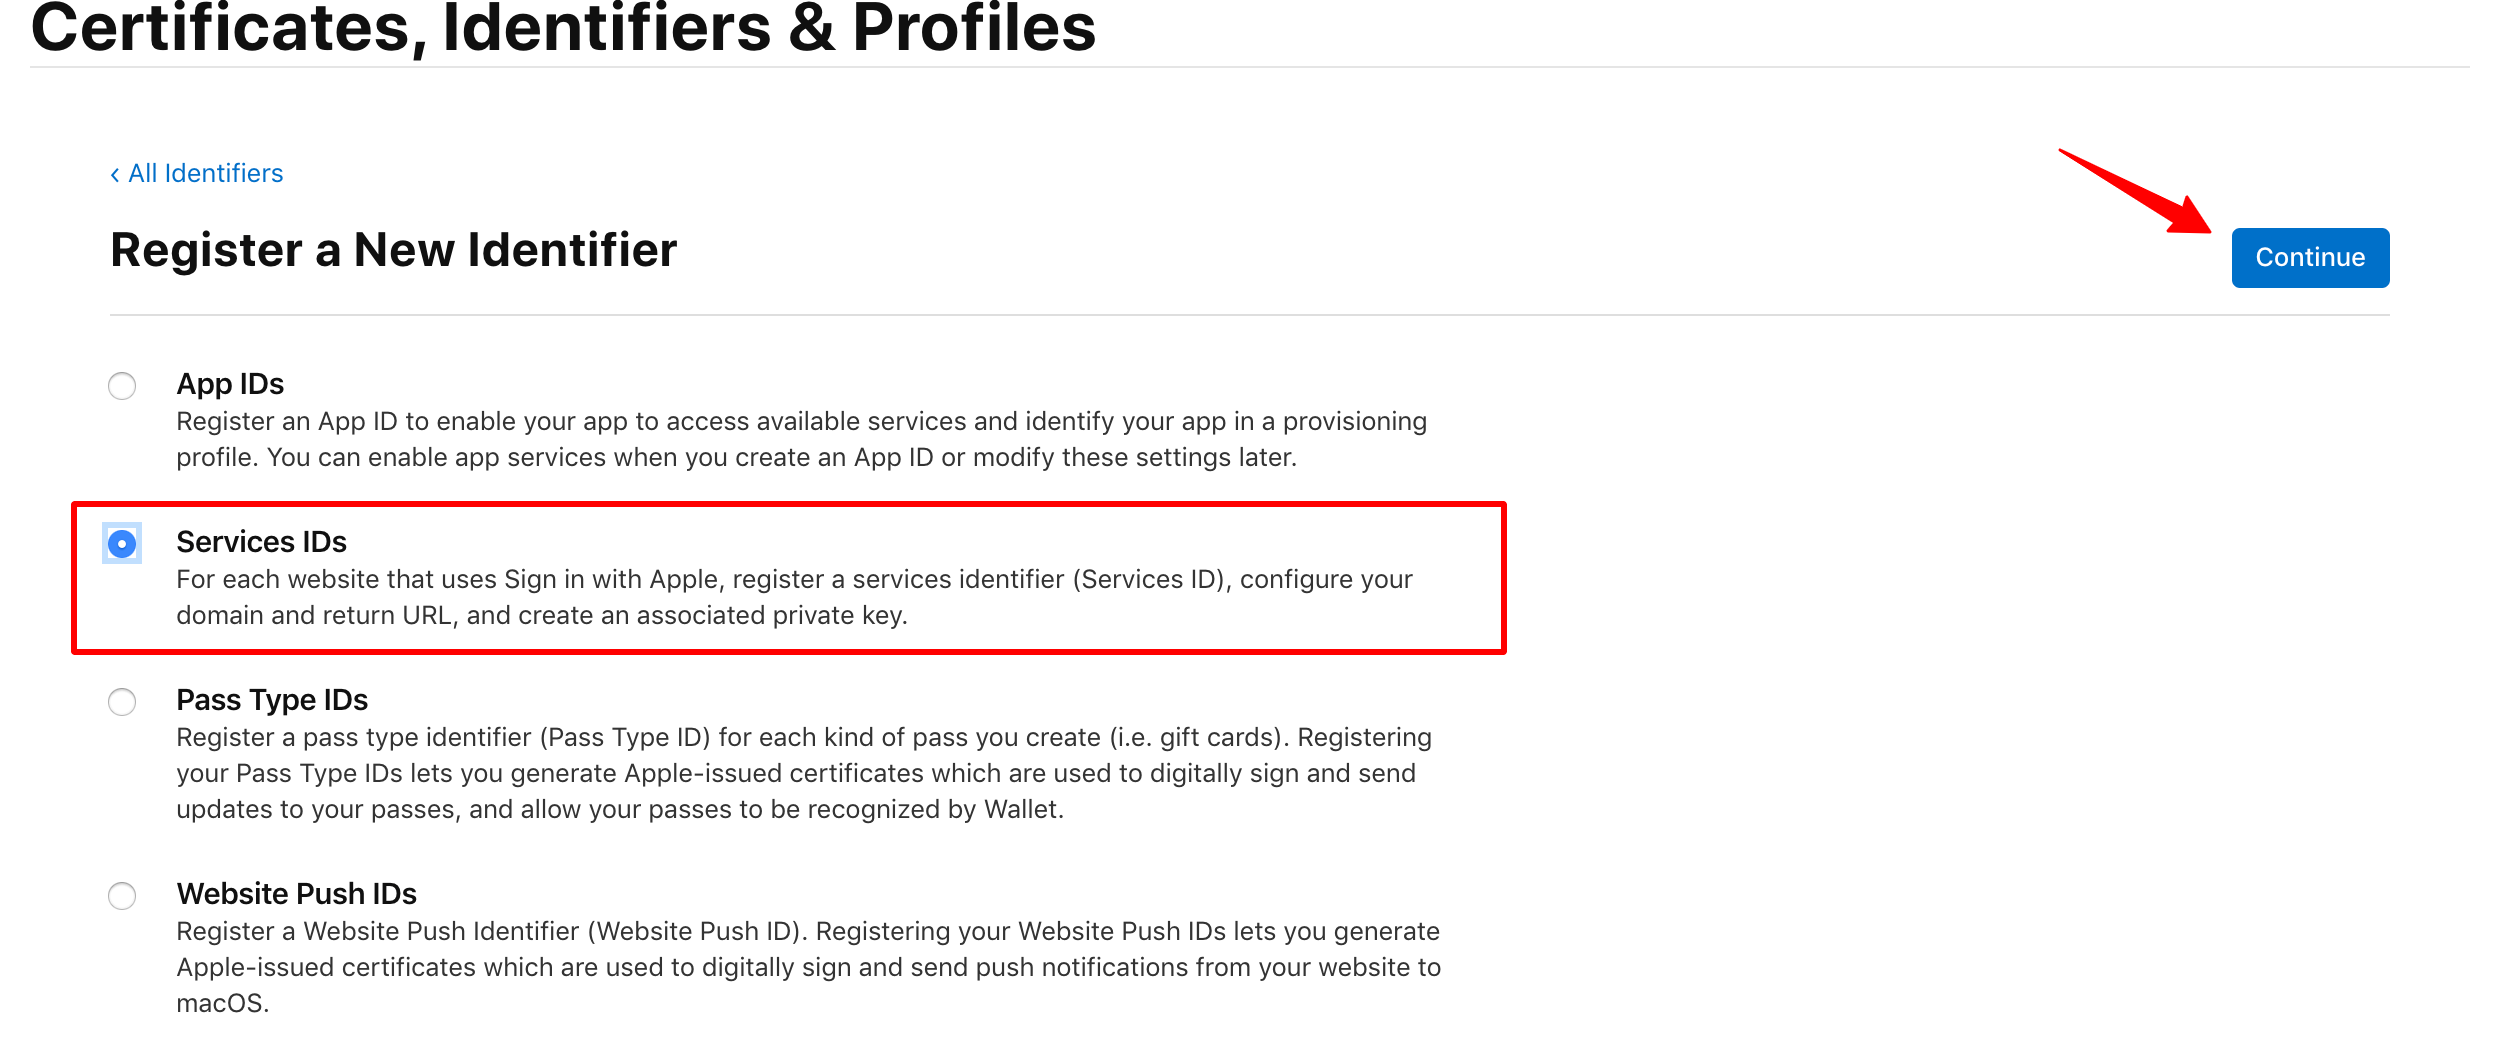 Certificates, Identifiers & Profiles
‹ All Identifiers
Register a New Identifier
Continue
App IDs
Register an App ID to enable your app to access available services and identify your app in a provisioning
profile. You can enable app services when you create an App ID or modify these settings later.
Services IDs
For each website that uses Sign in with Apple, register a services identifier (Services ID), configure your
domain and return URL, and create an associated private key.
Pass Type IDs
Register a pass type identifier (Pass Type ID) for each kind of pass you create (i.e. gift cards). Registering
your Pass Type IDs lets you generate Apple-issued certificates which are used to digitally sign and send
updates to your passes, and allow your passes to be recognized by Wallet.
Website Push IDs
Register a Website Push Identifier (Website Push ID). Registering your Website Push IDs lets you generate
Apple-issued certificates which are used to digitally sign and send push notifications from your website to
macOS.